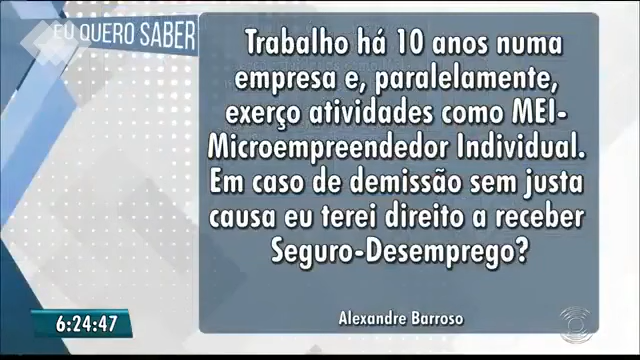 EU QUERO SABER
Trabalho há 10 anos numa
empresa e, paralelamente,
exerço atividades como MEI-
Microempreendedor Individual.
Em caso de demissão sem justa
causa eu terei direito a receber
Seguro-Desemprego?
Alexandre Barroso
6:24:47